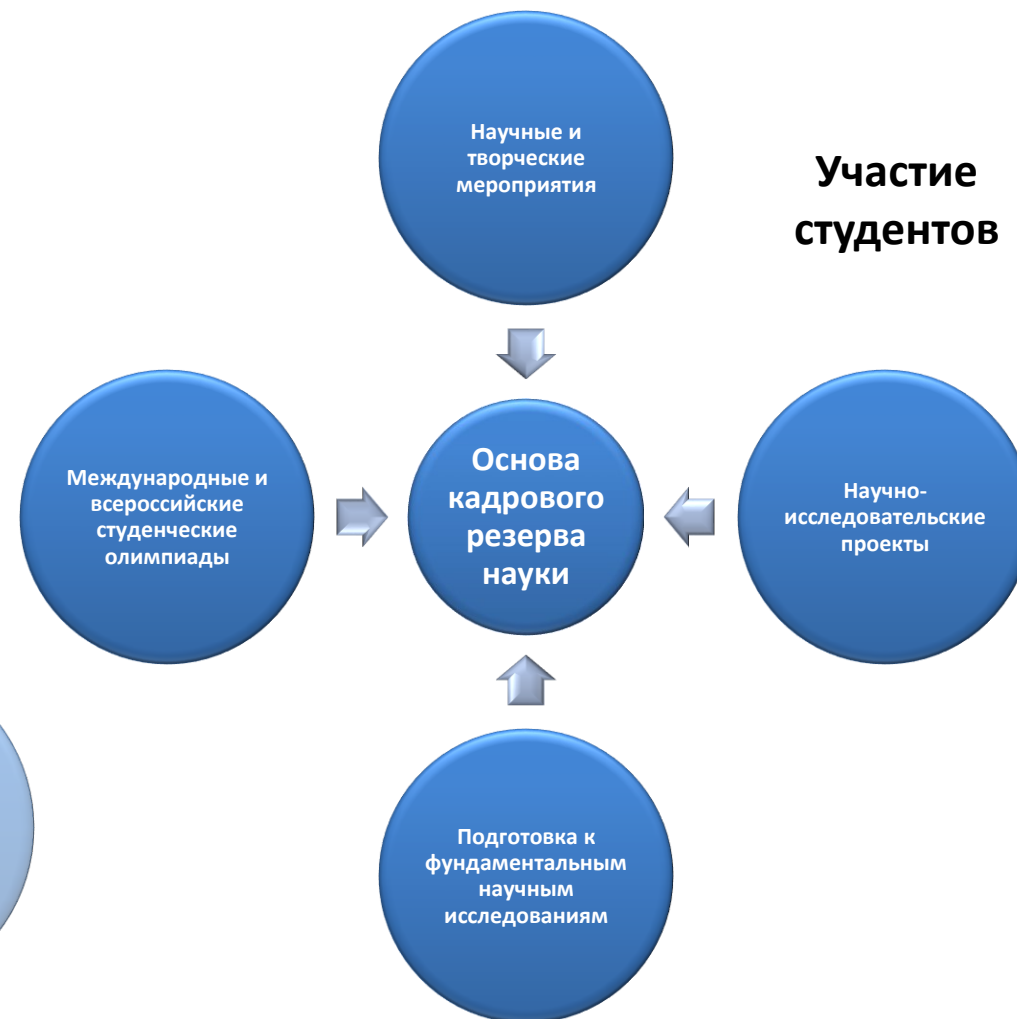 Научные и
творческие
мероприятия
Участие
студентов
Международные и
всероссийские
студенческие
олимпиады
Основа
кадрового
резерва
науки
Научно-
исследовательские
проекты
Подготовка к
фундаментальным
научным
исследованиям